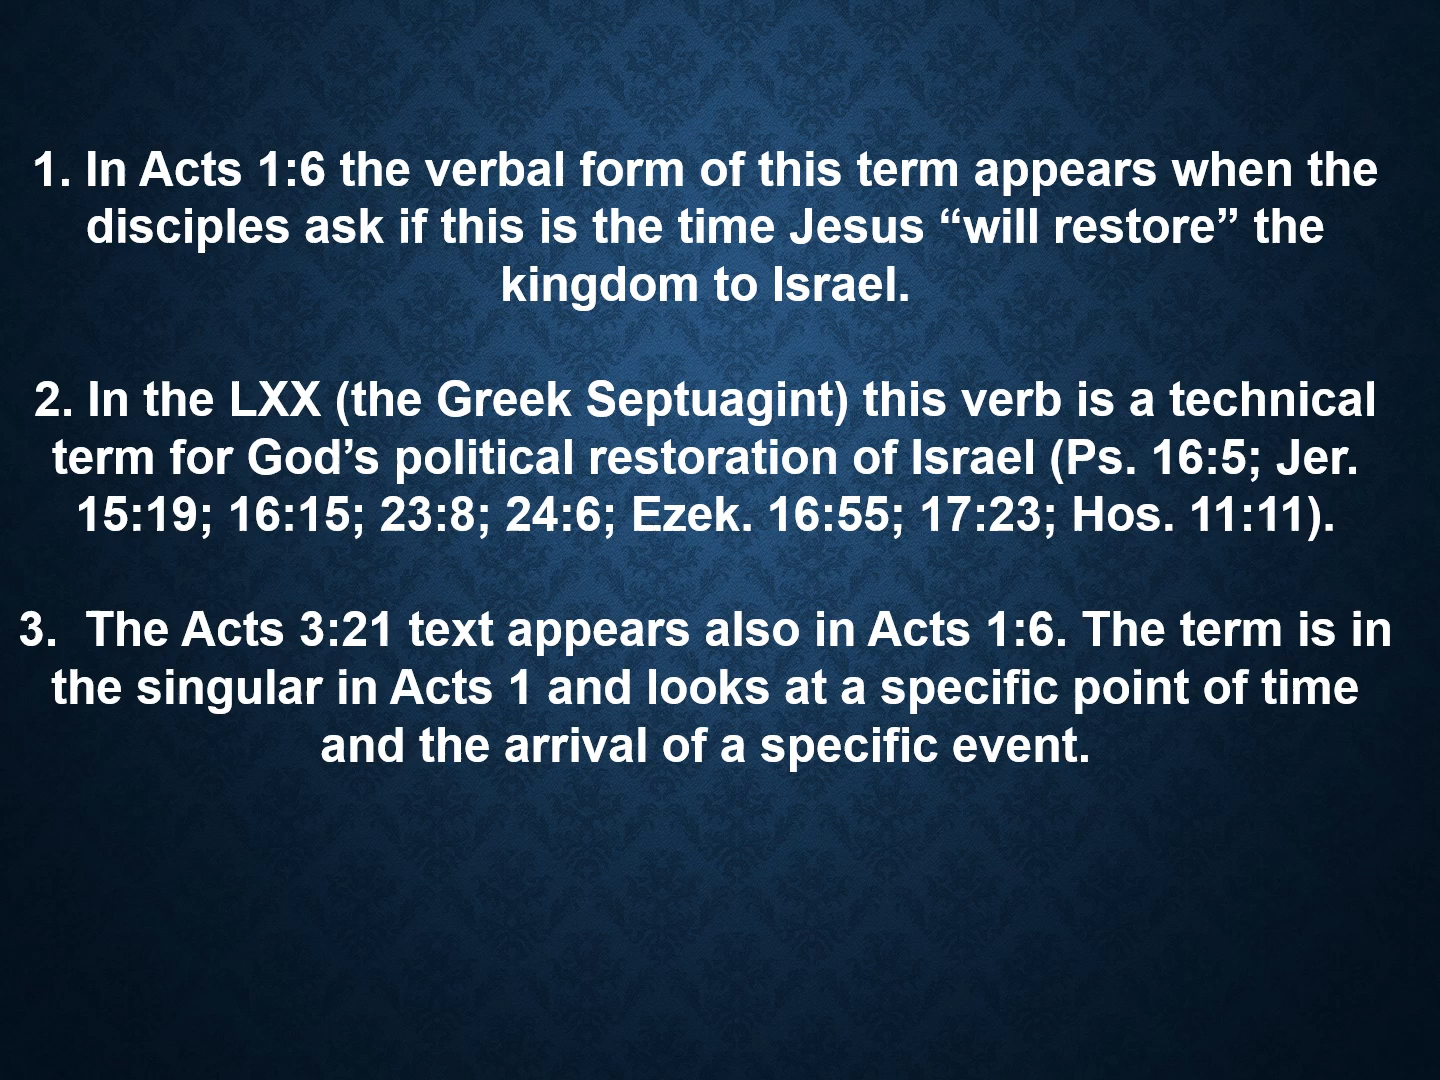 1. In Acts 1:6 the verbal form of this term appears when the
disciples ask if this is the time Jesus “will restore” the
kingdom to Israel.
2. In the LXX (the Greek Septuagint) this verb is a technical
term for God’s political restoration of Israel (Ps. 16:5; Jer.
15:19; 16:15; 23:8; 24:6; Ezek. 16:55; 17:23; Hos. 11:11).
3.  The Acts 3:21 text appears also in Acts 1:6. The term is in
the singular in Acts 1 and looks at a specific point of time
and the arrival of a specific event.